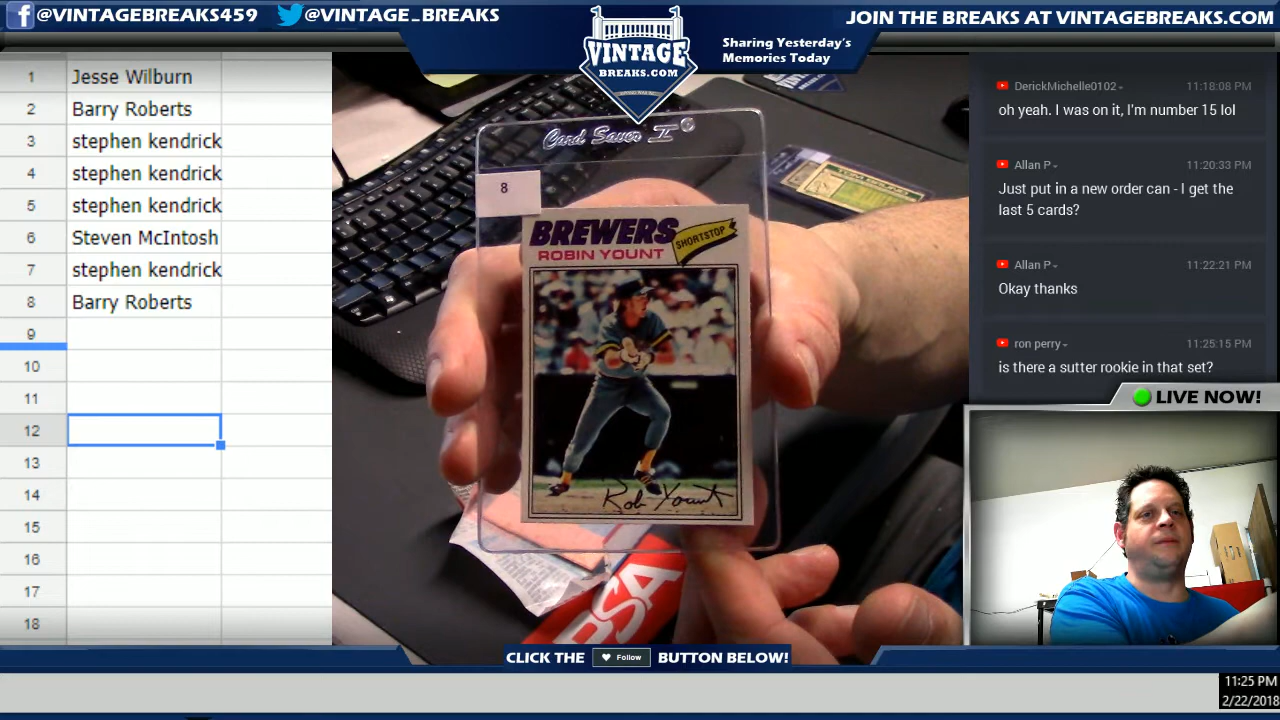 @VINTAGEBREAKS459
@VINTAGE_BREAKS
VINTAGE
BREAKS.COM
Sharing Yesterday's
Memories Today
JOIN THE BREAKS AT VINTAGEBREAKS.COM
1 Jesse Wilburn
2 Barry Roberts
3 stephen kendrick
4 stephen kendrick
5 stephen kendrick
6 Steven McIntosh
7 stephen kendrick
8 Barry Roberts
9
10
11
12
13
14
15
16
17
18
Card Saver II®
8
BREWERS
SHORTSTOP
ROBIN YOUNT
Rob Yount
PSA
DerickMichelle0102 11:18:08 PM
oh yeah. I was on it, I'm number 15 lol
Allan P 11:20:33 PM
Just put in a new order can - I get the
last 5 cards?
Allan P 11:22:21 PM
Okay thanks
ron perry 11:25:15 PM
is there a sutter rookie in that set?
LIVE NOW!
CLICK THE Follow BUTTON BELOW!
11:25 PM
2/22/2018